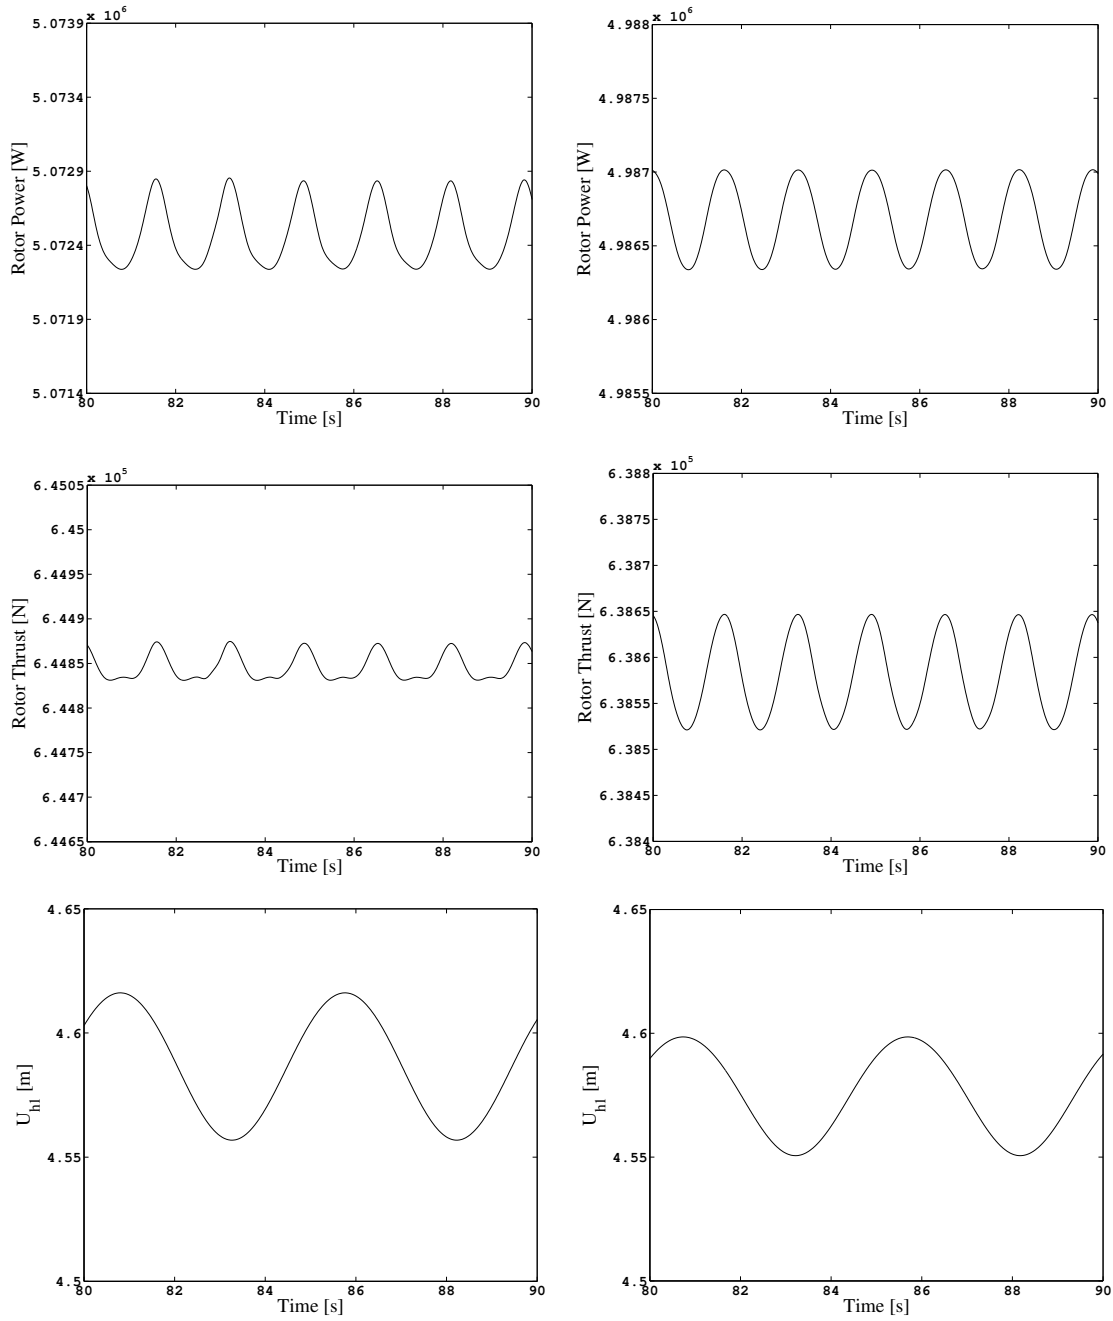 x 10^6
5.0739
5.0734
5.0729
5.0724
5.0719
5.0714
Rotor Power [W]
80 82 84 86 88 90
Time [s]
x 10^6
4.988
4.9875
4.987
4.9865
4.986
4.9855
Rotor Power [W]
80 82 84 86 88 90
Time [s]
x 10^5
6.4505
6.45
6.4495
6.449
6.4485
6.448
6.4475
6.447
6.4465
Rotor Thrust [N]
80 82 84 86 88 90
Time [s]
x 10^5
6.388
6.3875
6.387
6.3865
6.386
6.3855
6.385
6.3845
6.384
Rotor Thrust [N]
80 82 84 86 88 90
Time [s]
4.65
4.6
4.55
4.5
U_h1 [m]
80 82 84 86 88 90
Time [s]
4.65
4.6
4.55
4.5
U_h1 [m]
80 82 84 86 88 90
Time [s]